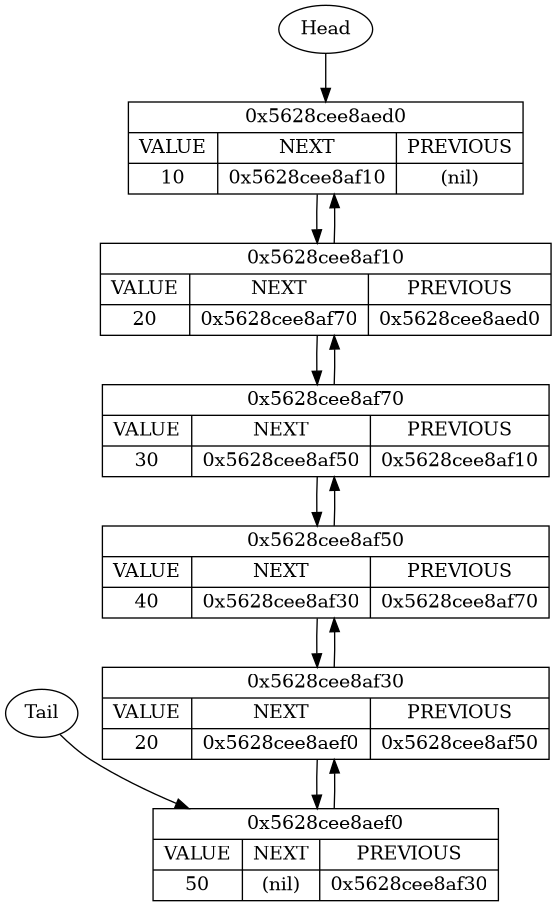 Head
0x5628cee8aed0
VALUE NEXT PREVIOUS
10 0x5628cee8af10 (nil)
0x5628cee8af10
VALUE NEXT PREVIOUS
20 0x5628cee8af70 0x5628cee8aed0
0x5628cee8af70
VALUE NEXT PREVIOUS
30 0x5628cee8af50 0x5628cee8af10
0x5628cee8af50
VALUE NEXT PREVIOUS
40 0x5628cee8af30 0x5628cee8af70
0x5628cee8af30
Tail
VALUE NEXT PREVIOUS
20 0x5628cee8aef0 0x5628cee8af50
0x5628cee8aef0
VALUE NEXT PREVIOUS
50 (nil) 0x5628cee8af30